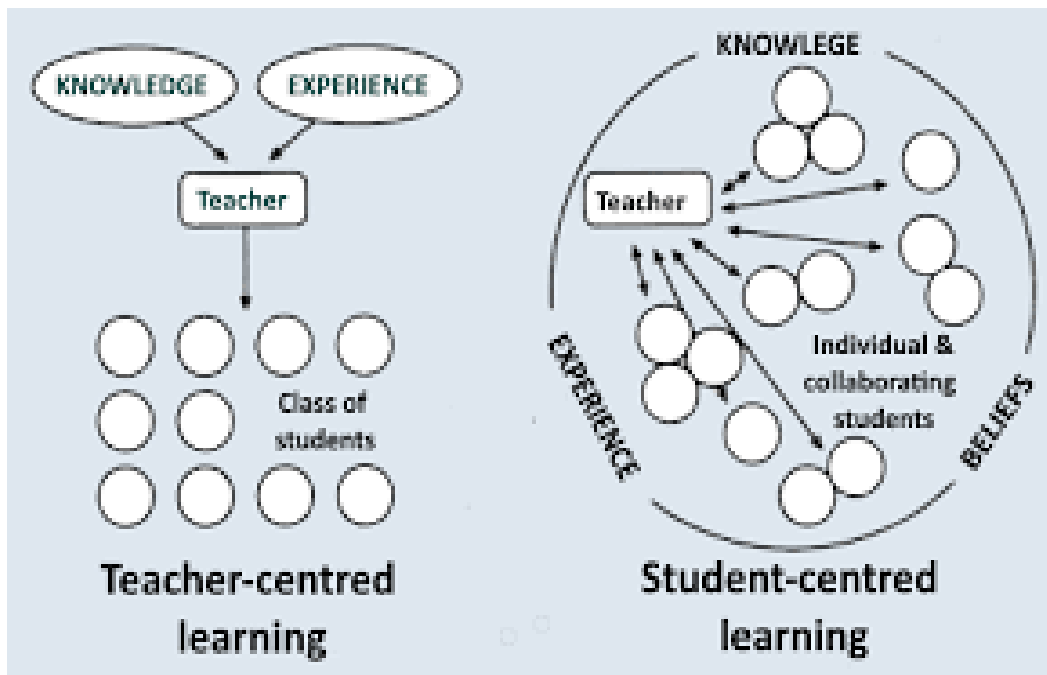 KNOWLEDGE
EXPERIENCE
Teacher
Class of
students
Teacher-centred
learning
KNOWLEGE
Teacher
Individual &
collaborating
students
EXPERIENCE
BELIEFS
Student-centred
learning